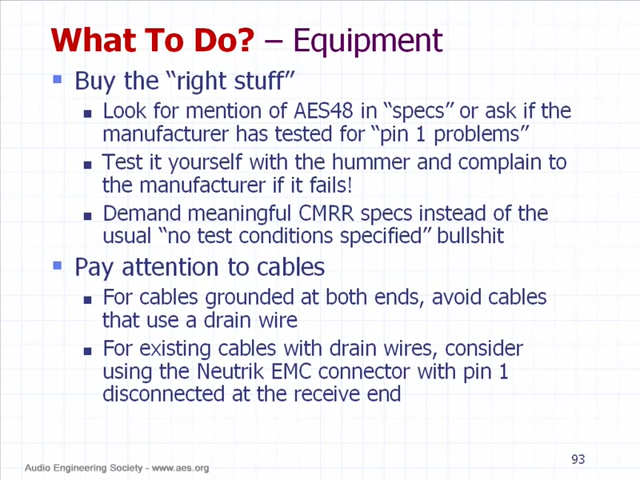 What To Do? – Equipment
Buy the “right stuff”
Look for mention of AES48 in “specs” or ask if the
manufacturer has tested for “pin 1 problems”
Test it yourself with the hummer and complain to
the manufacturer if it fails!
Demand meaningful CMRR specs instead of the
usual “no test conditions specified” bullshit
Pay attention to cables
For cables grounded at both ends, avoid cables
that use a drain wire
For existing cables with drain wires, consider
using the Neutrik EMC connector with pin 1
disconnected at the receive end
93
Audio Engineering Society - www.aes.org